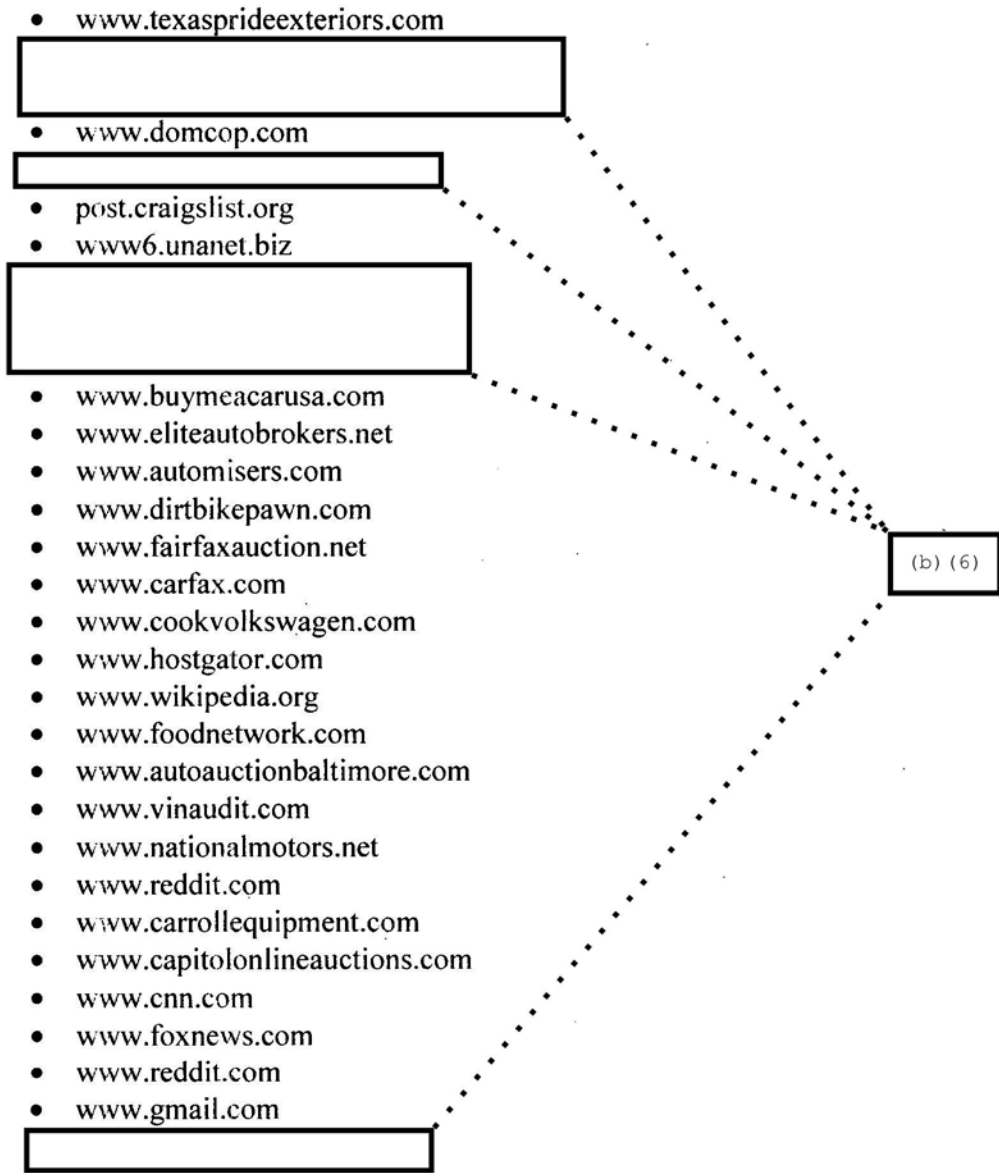 • www.texasprideexteriors.com
• www.domcop.com
• post.craigslist.org
• www6.unanet.biz
• www.buymeacarusa.com
• www.eliteautobrokers.net
• www.automisers.com
• www.dirtbikepawn.com
• www.fairfaxauction.net
(b)(6)
• www.carfax.com
• www.cookvolkswagen.com
• www.hostgator.com
• www.wikipedia.org
• www.foodnetwork.com
• www.autoauctionbaltimore.com
• www.vinaudit.com
• www.nationalmotors.net
• www.reddit.com
• www.carrollequipment.com
• www.capitolonlineauctions.com
• www.cnn.com
• www.foxnews.com
• www.reddit.com
• www.gmail.com